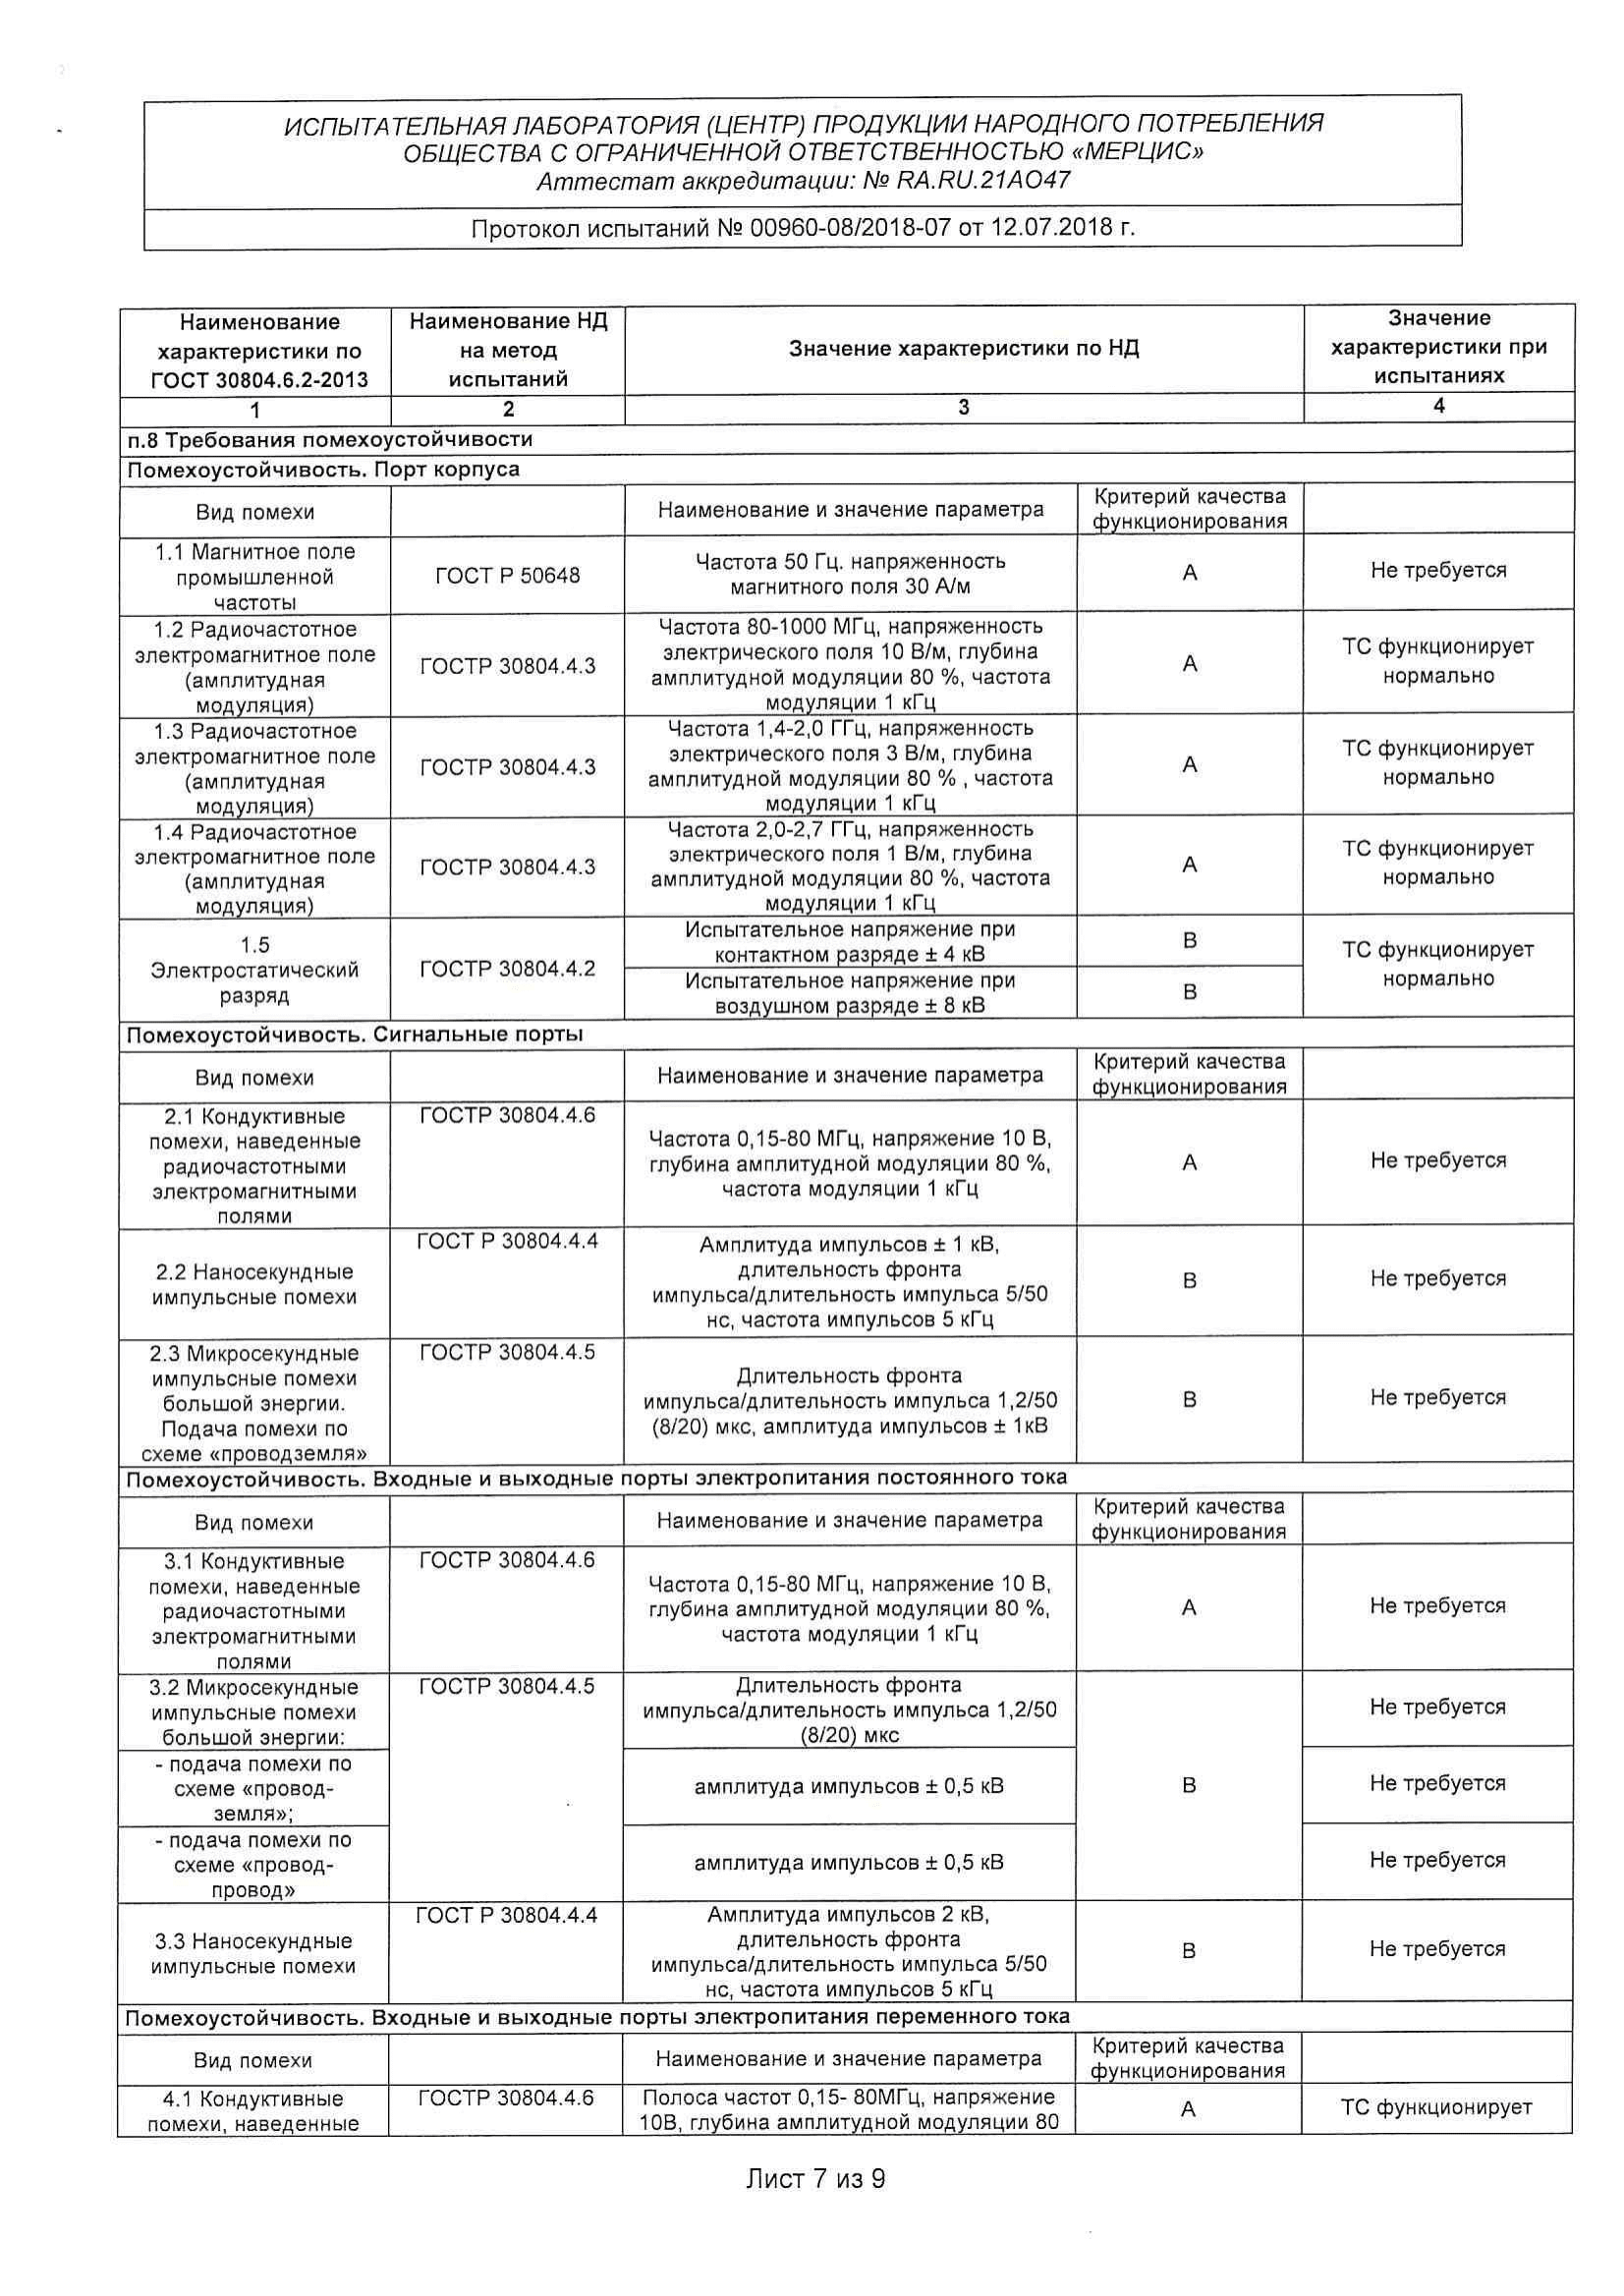 ИСПЫТАТЕЛЬНАЯ ЛАБОРАТОРИЯ (ЦЕНТР) ПРОДУКЦИИ НАРОДНОГО ПОТРЕБЛЕНИЯ
ОБЩЕСТВА С ОГРАНИЧЕННОЙ ОТВЕТСТВЕННОСТЬЮ «МЕРЦИС»
Аттестат аккредитации: № RA.RU.21АО47
Протокол испытаний № 00960-08/2018-07 от 12.07.2018 г.
Наименование
характеристики по
ГОСТ 30804.6.2-2013
Наименование НД
на метод
испытаний
Значение характеристики по НД
Значение
характеристики при
испытаниях
1
2
3
4
п.8 Требования помехоустойчивости
Помехоустойчивость. Порт корпуса
Вид помехи
Наименование и значение параметра
Критерий качества
функционирования
1.1 Магнитное поле
промышленной
частоты
ГОСТ Р 50648
Частота 50 Гц. напряженность
магнитного поля 30 А/м
А
Не требуется
1.2 Радиочастотное
электромагнитное поле
(амплитудная
модуляция)
ГОСТР 30804.4.3
Частота 80-1000 МГц, напряженность
электрического поля 10 В/м, глубина
амплитудной модуляции 80 %, частота
модуляции 1 кГц
А
ТС функционирует
нормально
1.3 Радиочастотное
электромагнитное поле
(амплитудная
модуляция)
ГОСТР 30804.4.3
Частота 1,4-2,0 ГГц, напряженность
электрического поля 3 В/м, глубина
амплитудной модуляции 80 % , частота
модуляции 1 кГц
А
ТС функционирует
нормально
1.4 Радиочастотное
электромагнитное поле
(амплитудная
модуляция)
ГОСТР 30804.4.3
Частота 2,0-2,7 ГГц, напряженность
электрического поля 1 В/м, глубина
амплитудной модуляции 80 %, частота
модуляции 1 кГц
А
ТС функционирует
нормально
1.5
Электростатический
разряд
ГОСТР 30804.4.2
Испытательное напряжение при
контактном разряде ± 4 кВ
В
Испытательное напряжение при
воздушном разряде ± 8 кВ
В
ТС функционирует
нормально
Помехоустойчивость. Сигнальные порты
Вид помехи
Наименование и значение параметра
Критерий качества
функционирования
2.1 Кондуктивные
помехи, наведенные
радиочастотными
электромагнитными
полями
ГОСТР 30804.4.6
Частота 0,15-80 МГц, напряжение 10 В,
глубина амплитудной модуляции 80 %,
частота модуляции 1 кГц
А
Не требуется
2.2 Наносекундные
импульсные помехи
ГОСТ Р 30804.4.4
Амплитуда импульсов ± 1 кВ,
длительность фронта
импульса/длительность импульса 5/50
нс, частота импульсов 5 кГц
В
Не требуется
2.3 Микросекундные
импульсные помехи
большой энергии.
Подача помехи по
схеме «проводземля»
ГОСТР 30804.4.5
Длительность фронта
импульса/длительность импульса 1,2/50
(8/20) мкс, амплитуда импульсов ± 1кВ
В
Не требуется
Помехоустойчивость. Входные и выходные порты электропитания постоянного тока
Вид помехи
Наименование и значение параметра
Критерий качества
функционирования
3.1 Кондуктивные
помехи, наведенные
радиочастотными
электромагнитными
полями
ГОСТР 30804.4.6
Частота 0,15-80 МГц, напряжение 10 В,
глубина амплитудной модуляции 80 %,
частота модуляции 1 кГц
А
Не требуется
3.2 Микросекундные
импульсные помехи
большой энергии:
ГОСТР 30804.4.5
Длительность фронта
импульса/длительность импульса 1,2/50
(8/20) мкс
Не требуется
- подача помехи по
схеме «провод-
земля»;
амплитуда импульсов ± 0,5 кВ
В
Не требуется
- подача помехи по
схеме «провод-
провод»
амплитуда импульсов ± 0,5 кВ
Не требуется
3.3 Наносекундные
импульсные помехи
ГОСТ Р 30804.4.4
Амплитуда импульсов 2 кВ,
длительность фронта
импульса/длительность импульса 5/50
нс, частота импульсов 5 кГц
В
Не требуется
Помехоустойчивость. Входные и выходные порты электропитания переменного тока
Вид помехи
Наименование и значение параметра
Критерий качества
функционирования
4.1 Кондуктивные
помехи, наведенные
ГОСТР 30804.4.6
Полоса частот 0,15- 80МГц, напряжение
10В, глубина амплитудной модуляции 80
А
ТС функционирует
Лист 7 из 9